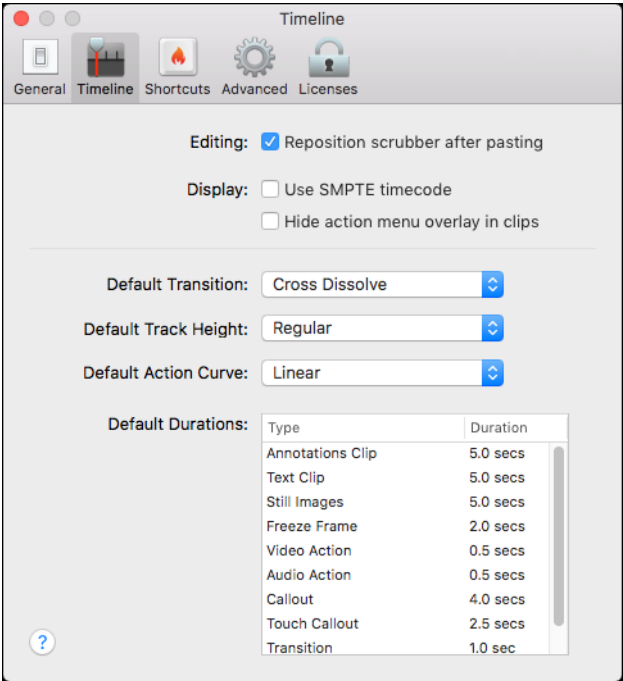 Timeline
General Timeline Shortcuts Advanced Licenses
Editing: Reposition scrubber after pasting
Display: Use SMPTE timecode
Hide action menu overlay in clips
Default Transition: Cross Dissolve
Default Track Height: Regular
Default Action Curve: Linear
Default Durations: Type Duration
Annotations Clip 5.0 secs
Text Clip 5.0 secs
Still Images 5.0 secs
Freeze Frame 2.0 secs
Video Action 0.5 secs
Audio Action 0.5 secs
Callout 4.0 secs
Touch Callout 2.5 secs
Transition 1.0 sec
?